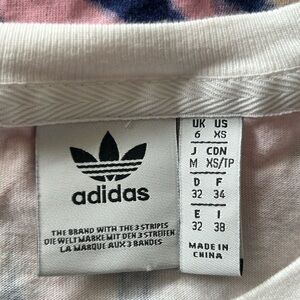 adidas
THE BRAND WITH THE 3 STRIPES
DIE WELTMARKE MIT DEN 3 STREIFEN
LA MARQUE AUX 3 BANDES
UK US
6 XS
J CDN
M XS/TP
D F
32 34
E I
32 38
MADE IN
CHINA